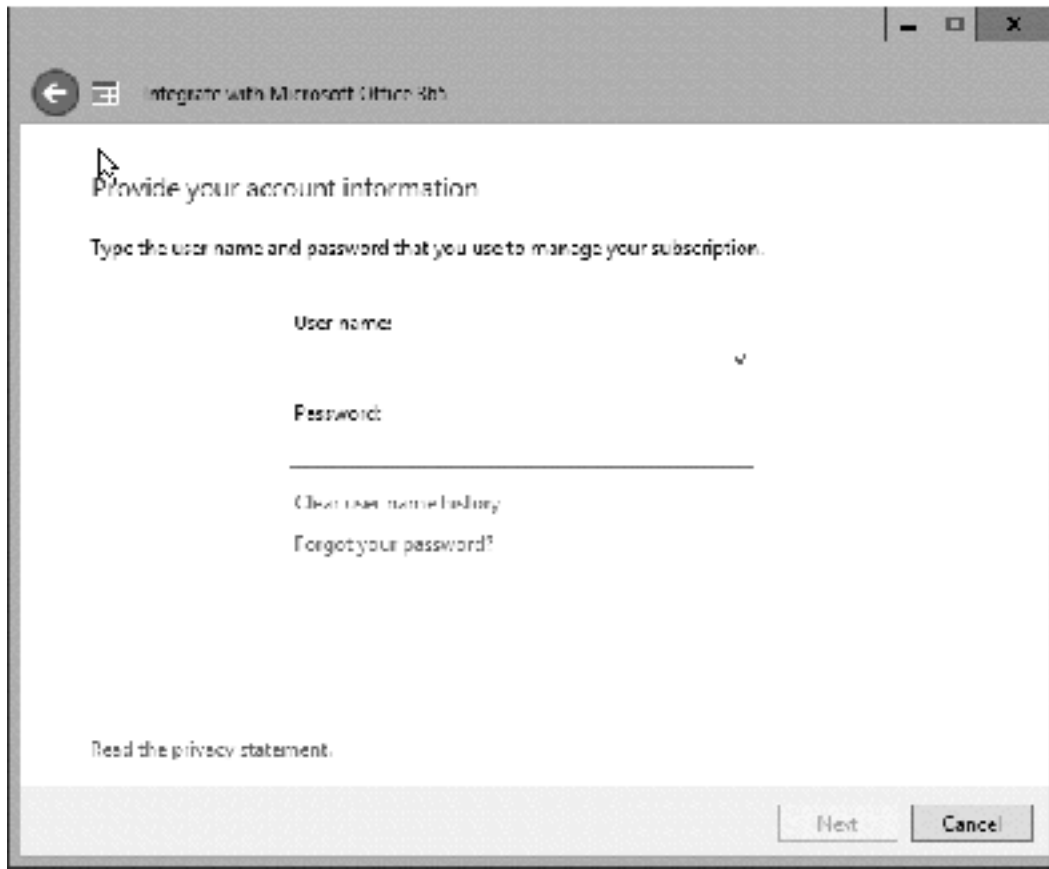 Integrate with Microsoft Office 365
Provide your account information
Type the user name and password that you use to manage your subscription.
User name:
Password:
Clear user name history
Forgot your password?
Read the privacy statement.
Next
Cancel